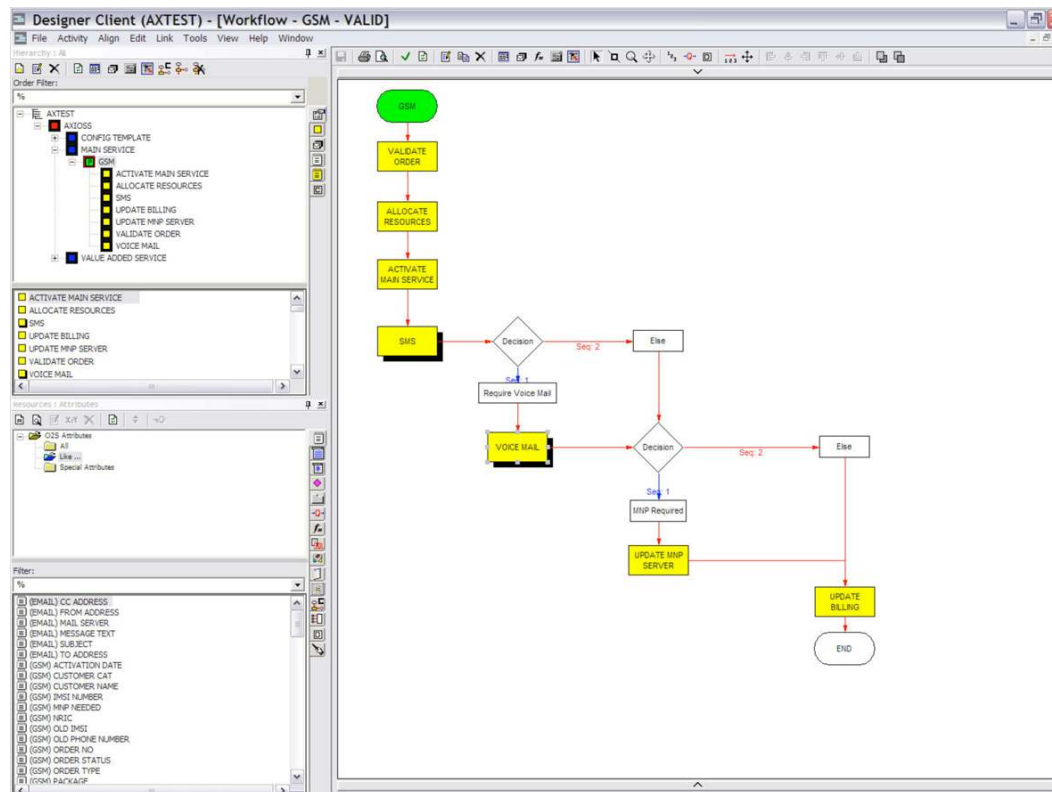 Designer Client (AXTEST) - [Workflow - GSM - VALID]
File Activity Align Edit Link Tools View Help Window
Hierarchy : All
Order Filter:
%
AXTEST
AXIOSS
CONFIG TEMPLATE
MAIN SERVICE
GSM
ACTIVATE MAIN SERVICE
ALLOCATE RESOURCES
SMS
UPDATE BILLING
UPDATE MNP SERVER
VALIDATE ORDER
VOICE MAIL
VALUE ADDED SERVICE
ACTIVATE MAIN SERVICE
ALLOCATE RESOURCES
SMS
UPDATE BILLING
UPDATE MNP SERVER
VALIDATE ORDER
VOICE MAIL
Resources : Attributes
O2S Attributes
All
Like ...
Special Attributes
Filter:
%
(EMAIL) CC ADDRESS
(EMAIL) FROM ADDRESS
(EMAIL) MAIL SERVER
(EMAIL) MESSAGE TEXT
(EMAIL) SUBJECT
(EMAIL) TO ADDRESS
(GSM) ACTIVATION DATE
(GSM) CUSTOMER CAT
(GSM) CUSTOMER NAME
(GSM) IMSI NUMBER
(GSM) MNP NEEDED
(GSM) NRIC
(GSM) OLD IMSI
(GSM) OLD PHONE NUMBER
(GSM) ORDER NO
(GSM) ORDER STATUS
(GSM) ORDER TYPE
(GSM) PACKAGE
GSM
VALIDATE
ORDER
ALLOCATE
RESOURCES
ACTIVATE
MAIN SERVICE
SMS
Decision
Seq: 2
Else
Seq: 1
Require Voice Mail
VOICE MAIL
Decision
Seq: 2
Else
Seq: 1
MNP Required
UPDATE MNP
SERVER
UPDATE
BILLING
END